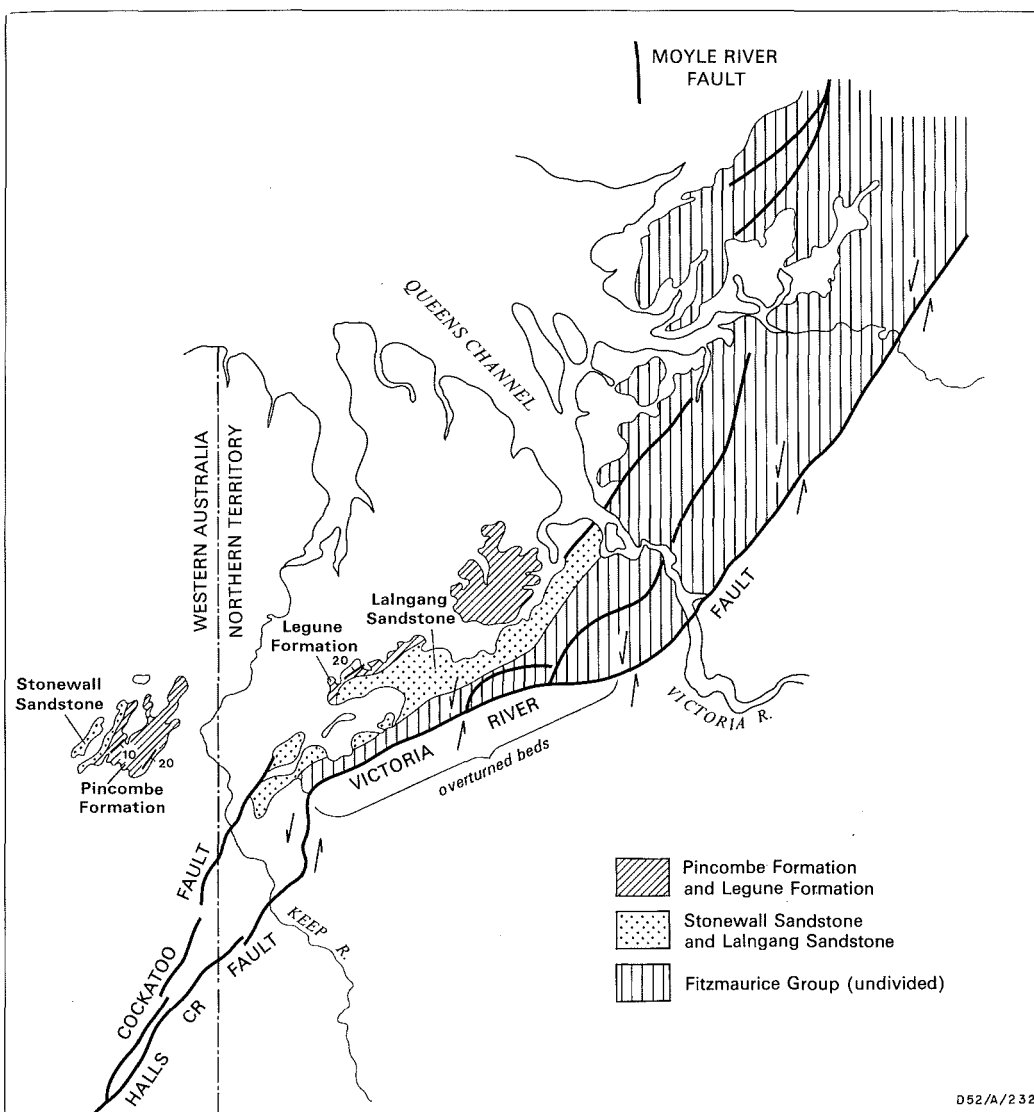 MOYLE RIVER
FAULT
QUEENS CHANNEL
WESTERN AUSTRALIA
NORTHERN TERRITORY
Lalngang
Sandstone
Legune
Formation
20
Stonewall
Sandstone
10
20
Pincombe
Formation
VICTORIA RIVER FAULT
VICTORIA R.
overturned beds
COCKATOO FAULT
KEEP R.
HALLS CR FAULT
Pincombe Formation
and Legune Formation
Stonewall Sandstone
and Lalngang Sandstone
Fitzmaurice Group (undivided)
D52/A/232